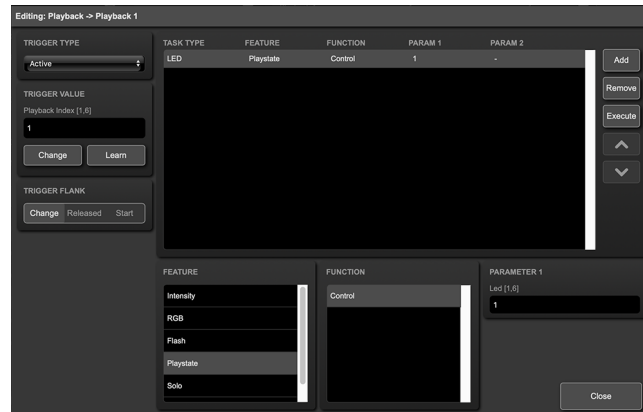 Editing: Playback -> Playback 1
TRIGGER TYPE
Active
TRIGGER VALUE
Playback Index [1,6]
1
Change Learn
TRIGGER FLANK
Change Released Start
TASK TYPE FEATURE FUNCTION PARAM 1 PARAM 2
LED Playstate Control 1 -
Add
Remove
Execute
FEATURE
Intensity
RGB
Flash
Playstate
Solo
FUNCTION
Control
PARAMETER 1
Led [1,6]
1
Close